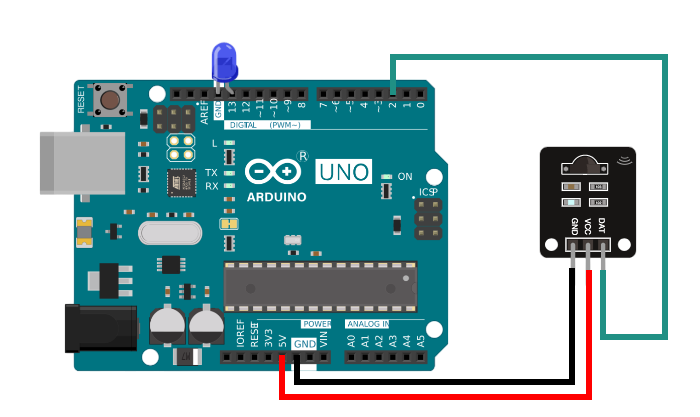 RESET
AREF
GND
13
12
~11
~10
~9
8
7
~6
~5
4
~3
2
1
0
DIGITAL (PWM~)
L
TX
RX
®
UNO
ARDUINO
ON
ICSP
GND
VCC
DAT
POWER
ANALOG IN
IOREF
RESET
3V3
5V
GND
VIN
A0
A1
A2
A3
A4
A5